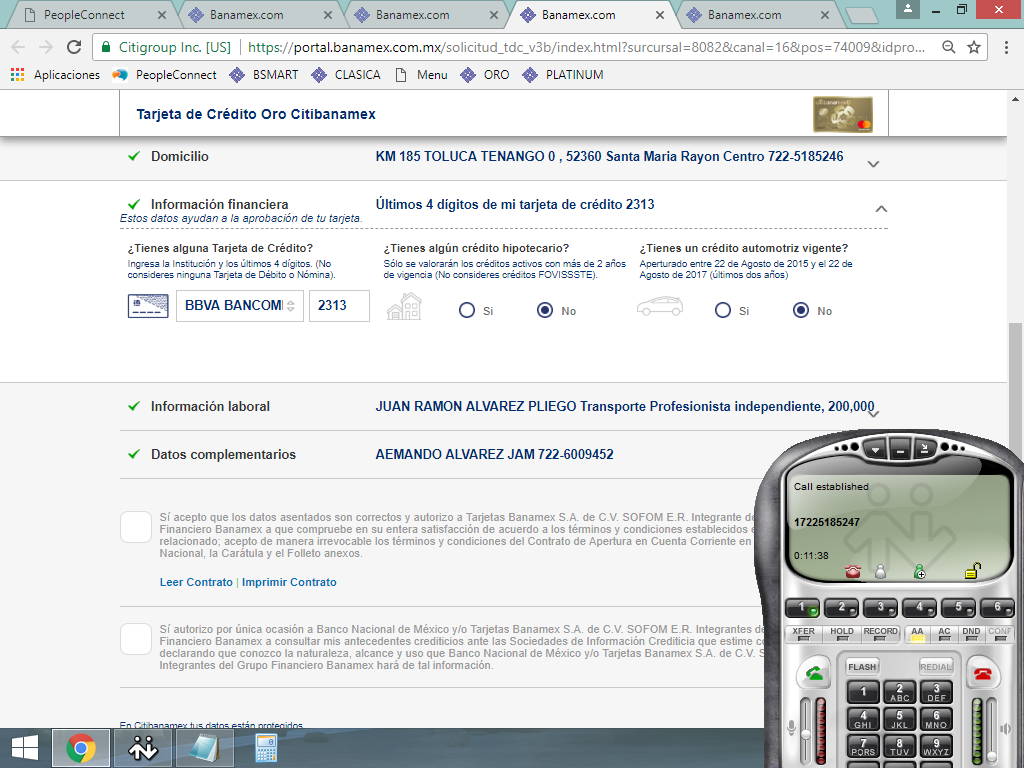 PeopleConnect
Banamex.com
Banamex.com
Banamex.com
Banamex.com
Citigroup Inc. [US] https://portal.banamex.com.mx/solicitud_tdc_v3b/index.html?surcursal=8082&canal=16&pos=74009&idpro...
Aplicaciones PeopleConnect BSMART CLASICA Menu ORO PLATINUM
Tarjeta de Crédito Oro Citibanamex
Domicilio KM 185 TOLUCA TENANGO 0 , 52360 Santa Maria Rayon Centro 722-5185246
Información financiera Últimos 4 dígitos de mi tarjeta de crédito 2313
Estos datos ayudan a la aprobación de tu tarjeta.
¿Tienes alguna Tarjeta de Crédito?
Ingresa la Institución y los últimos 4 dígitos. (No
consideres ninguna Tarjeta de Débito o Nómina).
BBVA BANCOM 2313
¿Tienes algún crédito hipotecario?
Sólo se valorarán los créditos activos con más de 2 años
de vigencia (No consideres créditos FOVISSSTE).
Si No
¿Tienes un crédito automotriz vigente?
Aperturado entre 22 de Agosto de 2015 y el 22 de
Agosto de 2017 (últimos dos años)
Si No
Información laboral JUAN RAMON ALVAREZ PLIEGO Transporte Profesionista independiente, 200,000
Datos complementarios AEMANDO ALVAREZ JAM 722-6009452
Sí acepto que los datos asentados son correctos y autorizo a Tarjetas Banamex S.A. de C.V. SOFOM E.R. Integrante de
Financiero Banamex a que compruebe en su entera satisfacción de acuerdo a los términos y condiciones establecidos e
relacionado; acepto de manera irrevocable los términos y condiciones del Contrato de Apertura en Cuenta Corriente en
Nacional, la Carátula y el Folleto anexos.
Leer Contrato | Imprimir Contrato
Sí autorizo por única ocasión a Banco Nacional de México y/o Tarjetas Banamex S.A. de C.V. SOFOM E.R. Integrantes de
Financiero Banamex a consultar mis antecedentes crediticios ante las Sociedades de Información Crediticia que estime co
declarando que conozco la naturaleza, alcance y uso que Banco Nacional de México y/o Tarjetas Banamex S.A. de C.V. S
Integrantes del Grupo Financiero Banamex hará de tal información.
En Citibanamex tus datos están protegidos
Call established
17225185247
0:11:38
1 2 3 4 5 6
XFER HOLD RECORD AA AC DND CONF
FLASH REDIAL
1 2 ABC 3 DEF
4 GHI 5 JKL 6 MNO
7 PQRS 8 TUV 9 WXYZ